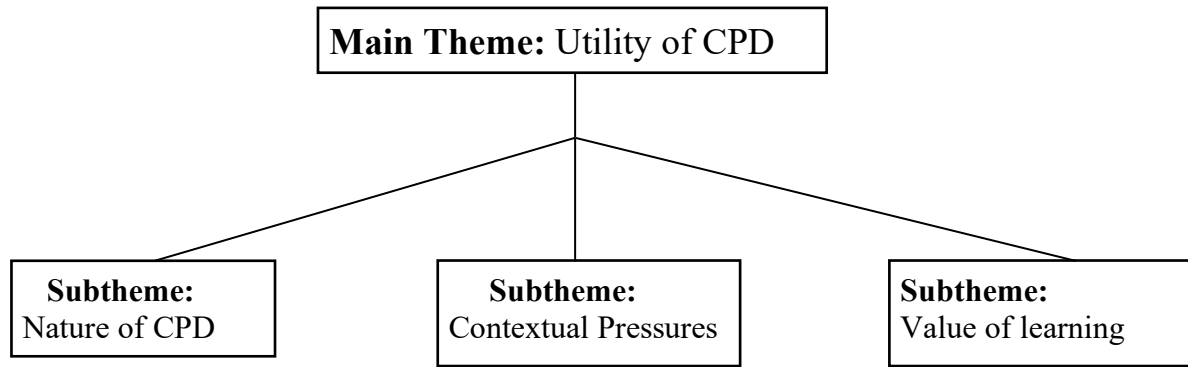 Main Theme: Utility of CPD
Subtheme:
Nature of CPD
Subtheme:
Contextual Pressures
Subtheme:
Value of learning